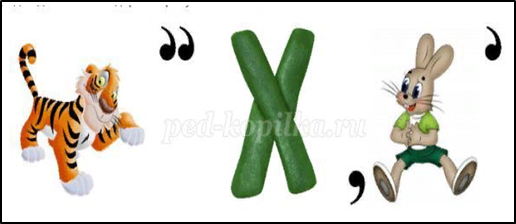 ,,
Х
ped-kopilka.ru
,
,